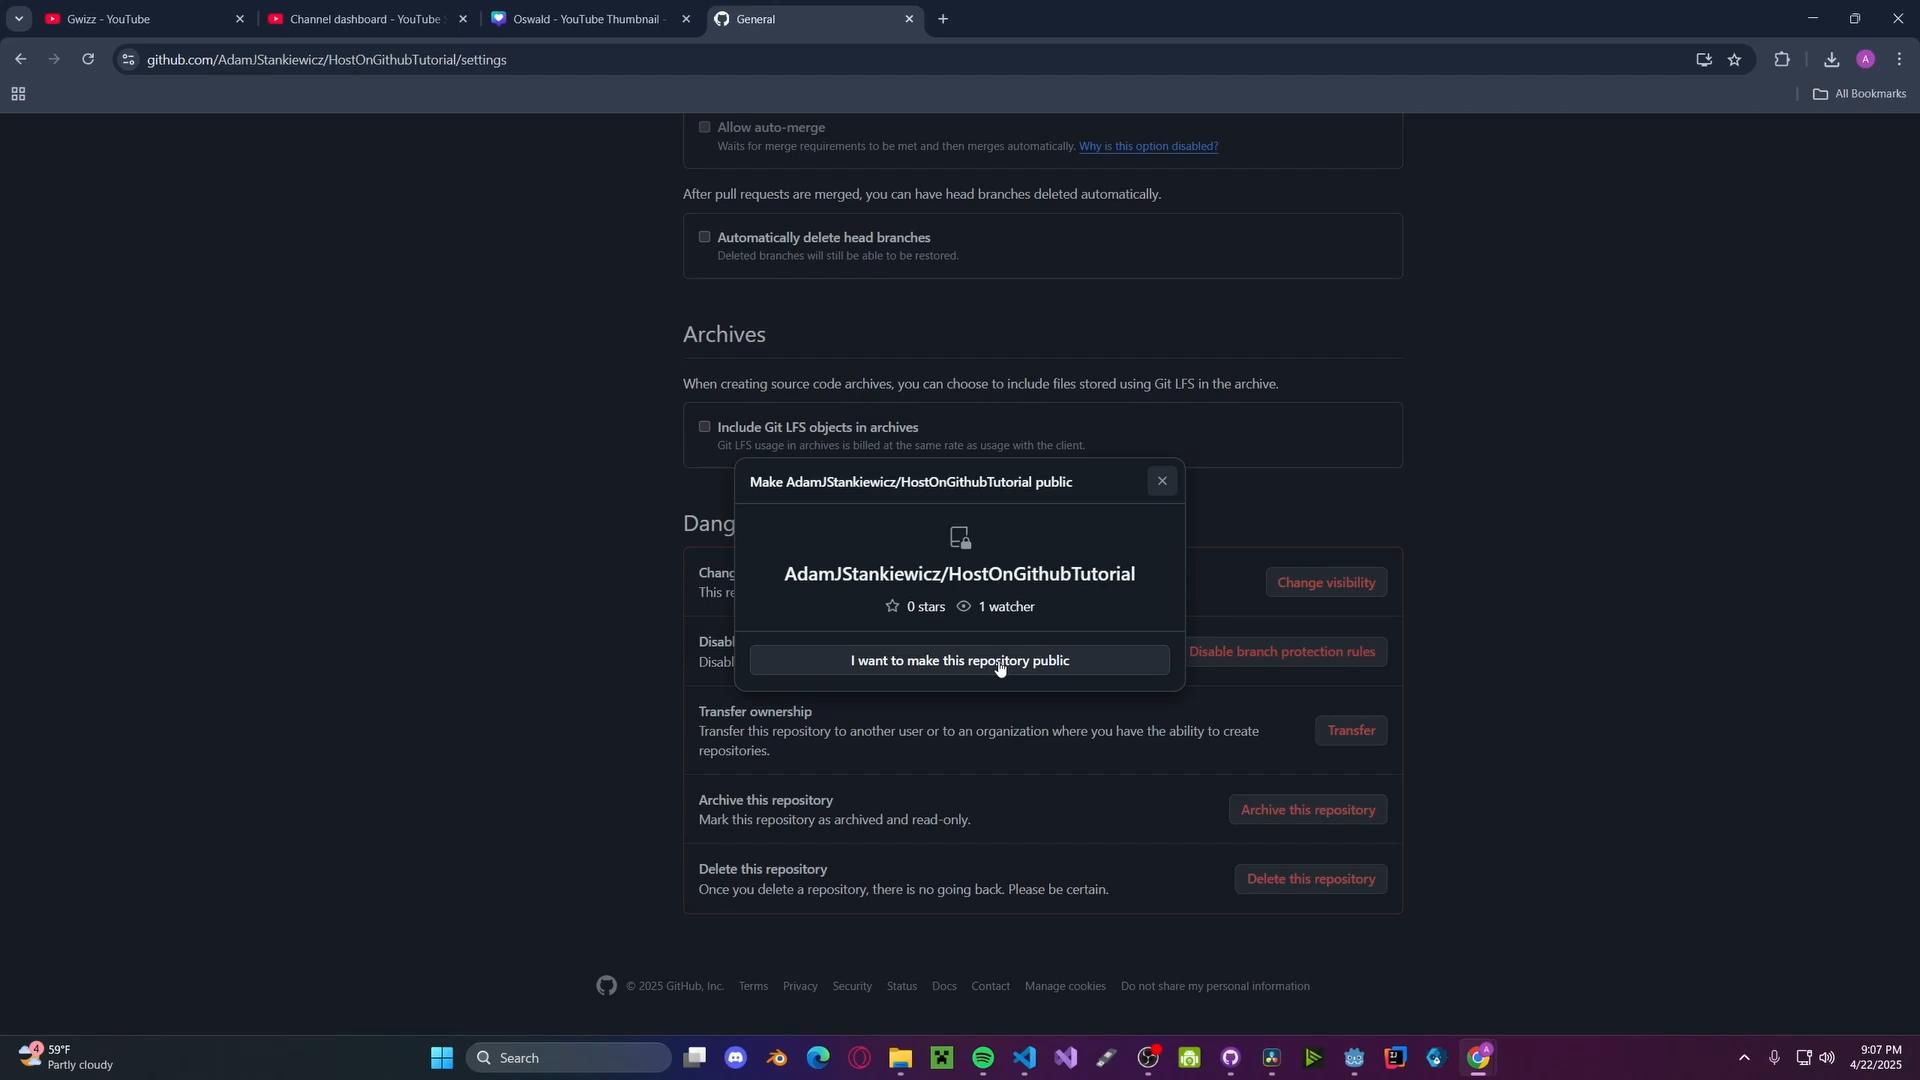 Gwizz - YouTube
Channel dashboard - YouTube
Oswald - YouTube Thumbnail -
General
github.com/AdamJStankiewicz/HostOnGithubTutorial/settings
A
All Bookmarks
Allow auto-merge
Waits for merge requirements to be met and then merges automatically. Why is this option disabled?
After pull requests are merged, you can have head branches deleted automatically.
Automatically delete head branches
Deleted branches will still be able to be restored.
Archives
When creating source code archives, you can choose to include files stored using Git LFS in the archive.
Include Git LFS objects in archives
Git LFS usage in archives is billed at the same rate as usage with the client.
Make AdamJStankiewicz/HostOnGithubTutorial public
Dang
AdamJStankiewicz/HostOnGithubTutorial
Chang
This re
Change visibility
0 stars 1 watcher
Disabl
Disabl
Disable branch protection rules
I want to make this repository public
Transfer ownership
Transfer this repository to another user or to an organization where you have the ability to create
repositories.
Transfer
Archive this repository
Mark this repository as archived and read-only.
Archive this repository
Delete this repository
Once you delete a repository, there is no going back. Please be certain.
Delete this repository
© 2025 GitHub, Inc. Terms Privacy Security Status Docs Contact Manage cookies Do not share my personal information
4
59°F
Partly cloudy
Search
A
9:07 PM
4/22/2025